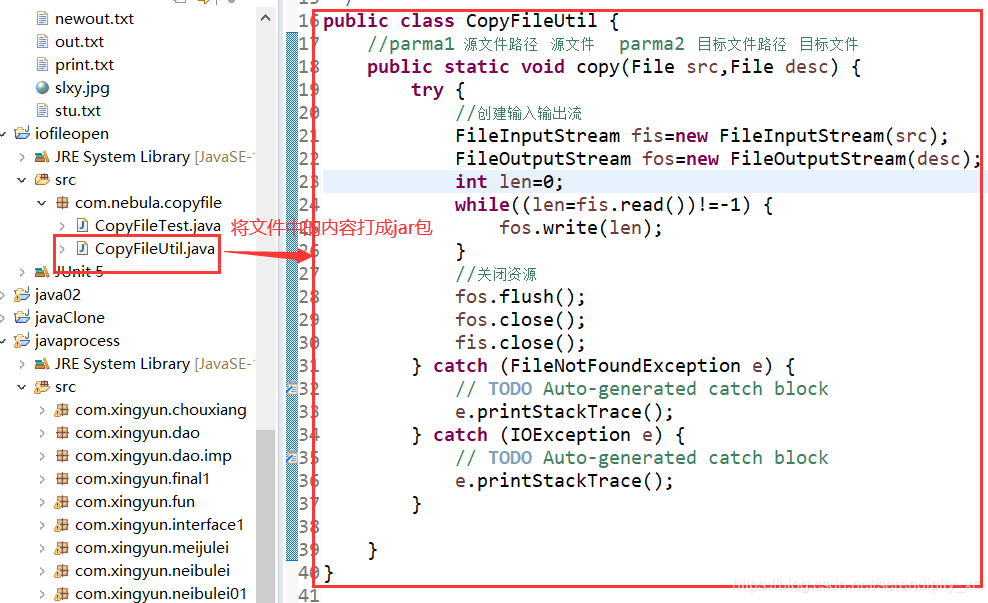 newout.txt
out.txt
print.txt
slxy.jpg
stu.txt
iofileopen
JRE System Library [JavaSE-1
src
com.nebula.copyfile
CopyFileTest.java
CopyFileUtil.java
JUnit 5
java02
javaClone
javaprocess
JRE System Library [JavaSE-1
src
com.xingyun.chouxiang
com.xingyun.dao
com.xingyun.dao.imp
com.xingyun.final1
com.xingyun.fun
com.xingyun.interface1
com.xingyun.meijulei
com.xingyun.neibulei
com.xingyun.neibulei01
将文件中的内容打成jar包
16 public class CopyFileUtil {
17 //parma1 源文件路径 源文件 parma2 目标文件路径 目标文件
18 public static void copy(File src,File desc) {
19 try {
20 //创建输入输出流
21 FileInputStream fis=new FileInputStream(src);
22 FileOutputStream fos=new FileOutputStream(desc);
23 int len=0;
24 while((len=fis.read())!=-1) {
25 fos.write(len);
26 }
27 //关闭资源
28 fos.flush();
29 fos.close();
30 fis.close();
31 } catch (FileNotFoundException e) {
32 // TODO Auto-generated catch block
33 e.printStackTrace();
34 } catch (IOException e) {
35 // TODO Auto-generated catch block
36 e.printStackTrace();
37 }
38
39 }
40 }
41